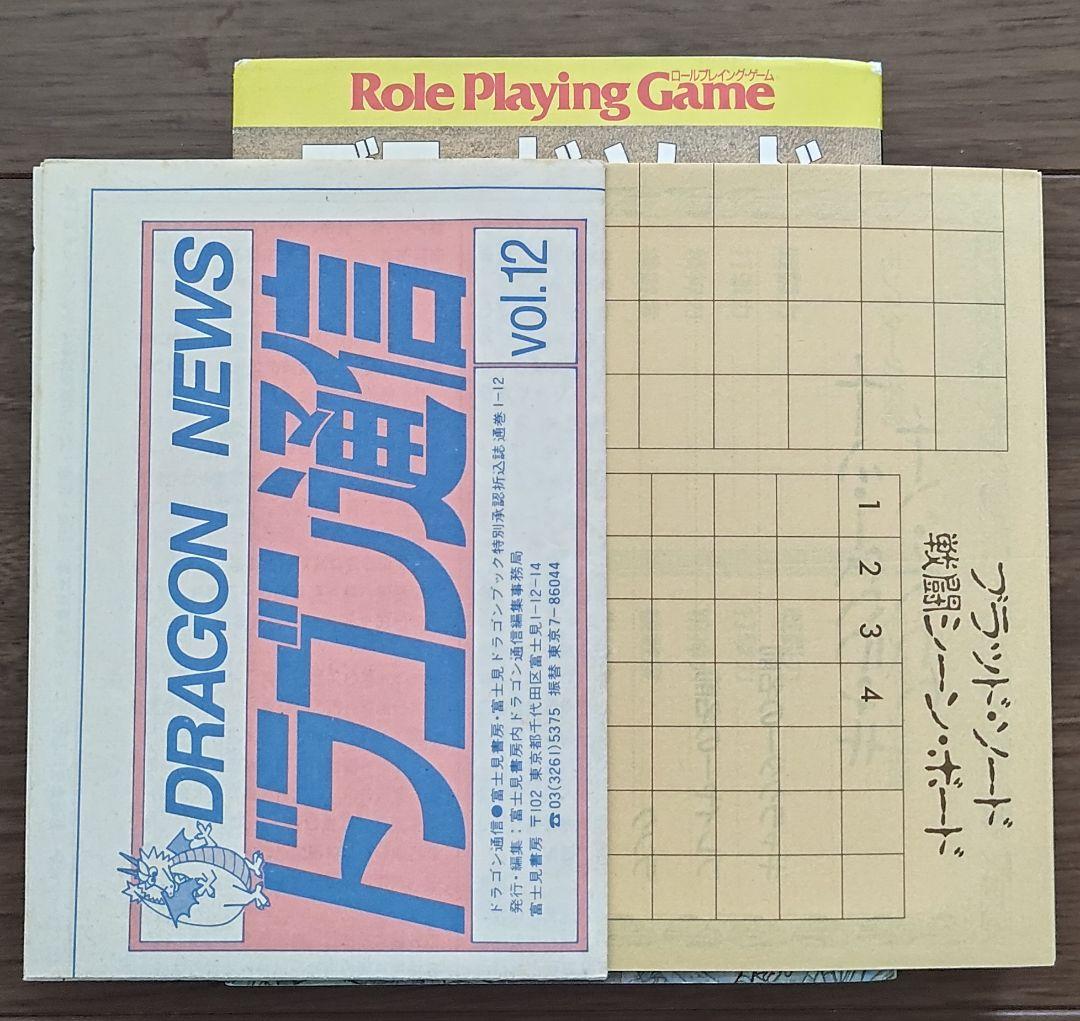 Role Playing Game
ロールプレイング・ゲーム
DRAGON NEWS
ドラゴン通信
vol.12
ドラゴン通信●富士見書房・富士見ドラゴンブック特別承認折込誌 通巻1-12
発行・編集：富士見書房内ドラゴン通信編集事務局
富士見書房 〒102 東京都千代田区富士見1-12-14
☎03(3261)5375 振替 東京7-86044
1
2
3
4
ブラッド・ソード
戦闘シーン・ボード